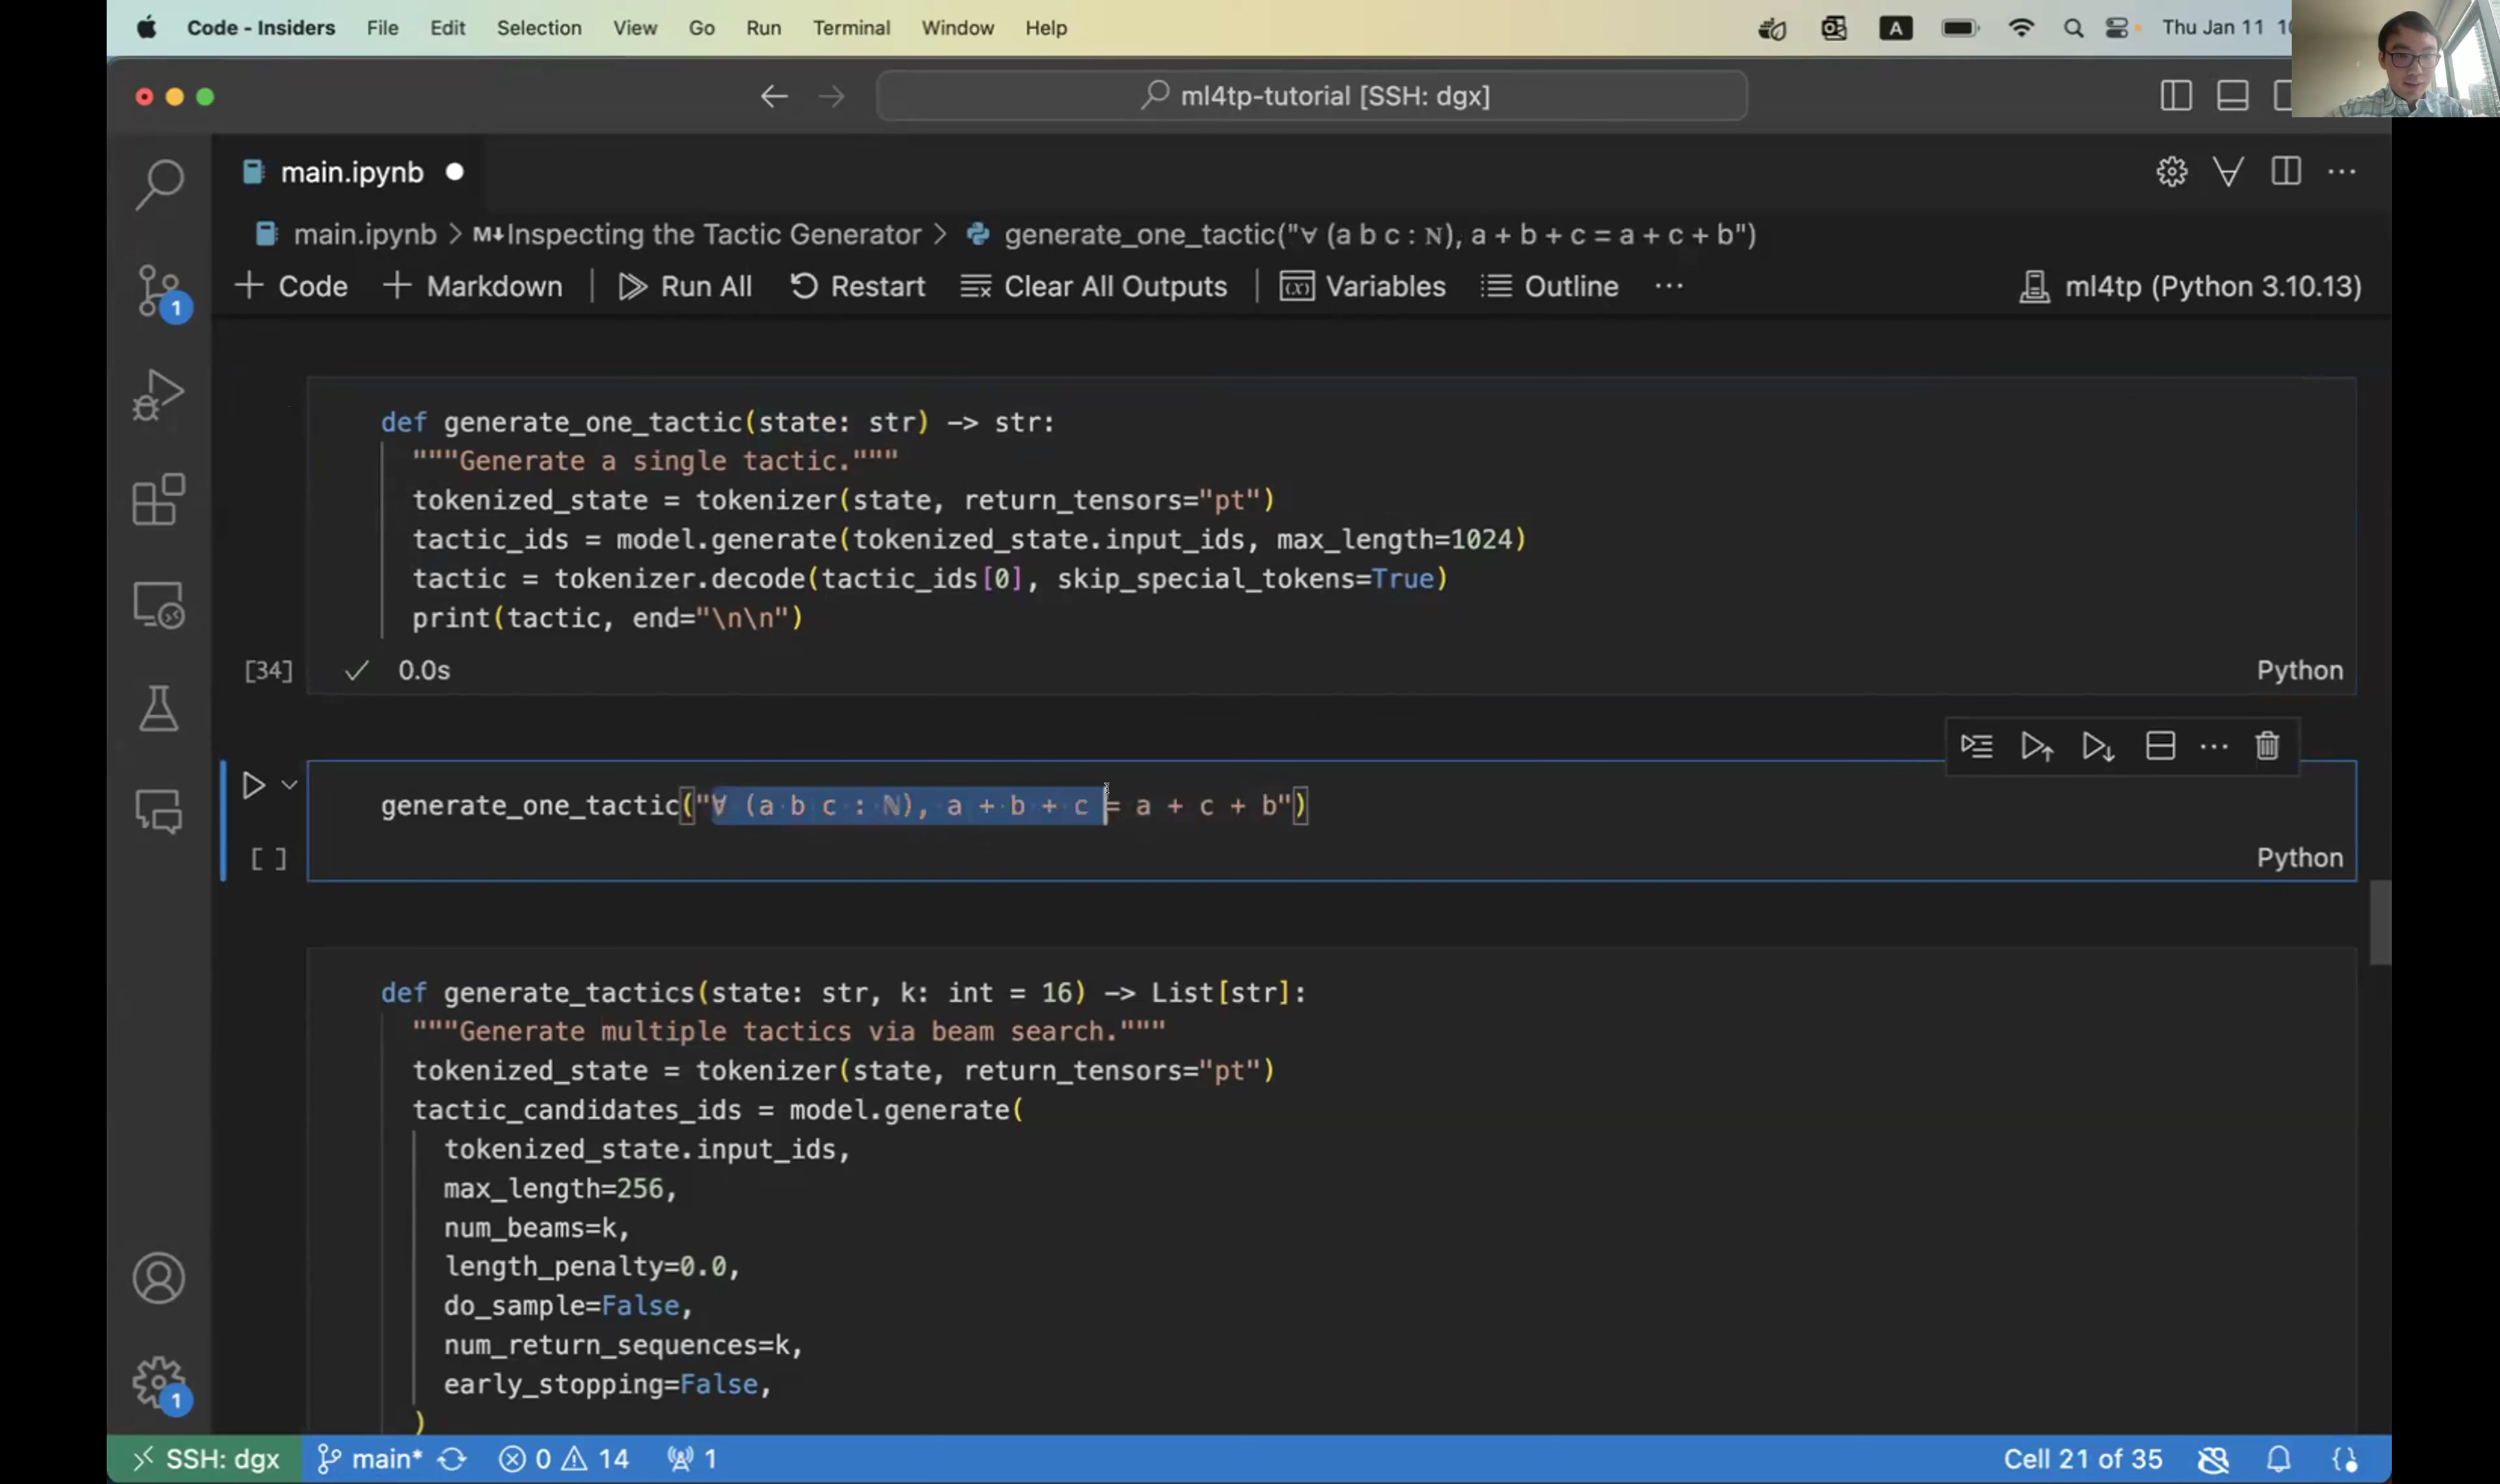 Code - Insiders File Edit Selection View Go Run Terminal Window Help A Thu Jan 11
ml4tp-tutorial [SSH: dgx]
main.ipynb
main.ipynb > M↓Inspecting the Tactic Generator > generate_one_tactic("∀ (a b c : ℕ), a + b + c = a + c + b")
+ Code + Markdown | Run All Restart Clear All Outputs | Variables Outline ... ml4tp (Python 3.10.13)
1
def generate_one_tactic(state: str) -> str:
"""Generate a single tactic."""
tokenized_state = tokenizer(state, return_tensors="pt")
tactic_ids = model.generate(tokenized_state.input_ids, max_length=1024)
tactic = tokenizer.decode(tactic_ids[0], skip_special_tokens=True)
print(tactic, end="\n\n")
[34] ✓ 0.0s Python
generate_one_tactic("∀ (a b c : ℕ), a + b + c = a + c + b")
[ ] Python
def generate_tactics(state: str, k: int = 16) -> List[str]:
"""Generate multiple tactics via beam search."""
tokenized_state = tokenizer(state, return_tensors="pt")
tactic_candidates_ids = model.generate(
tokenized_state.input_ids,
max_length=256,
num_beams=k,
length_penalty=0.0,
do_sample=False,
num_return_sequences=k,
early_stopping=False,
)
1
SSH: dgx main* 0 14 1 Cell 21 of 35